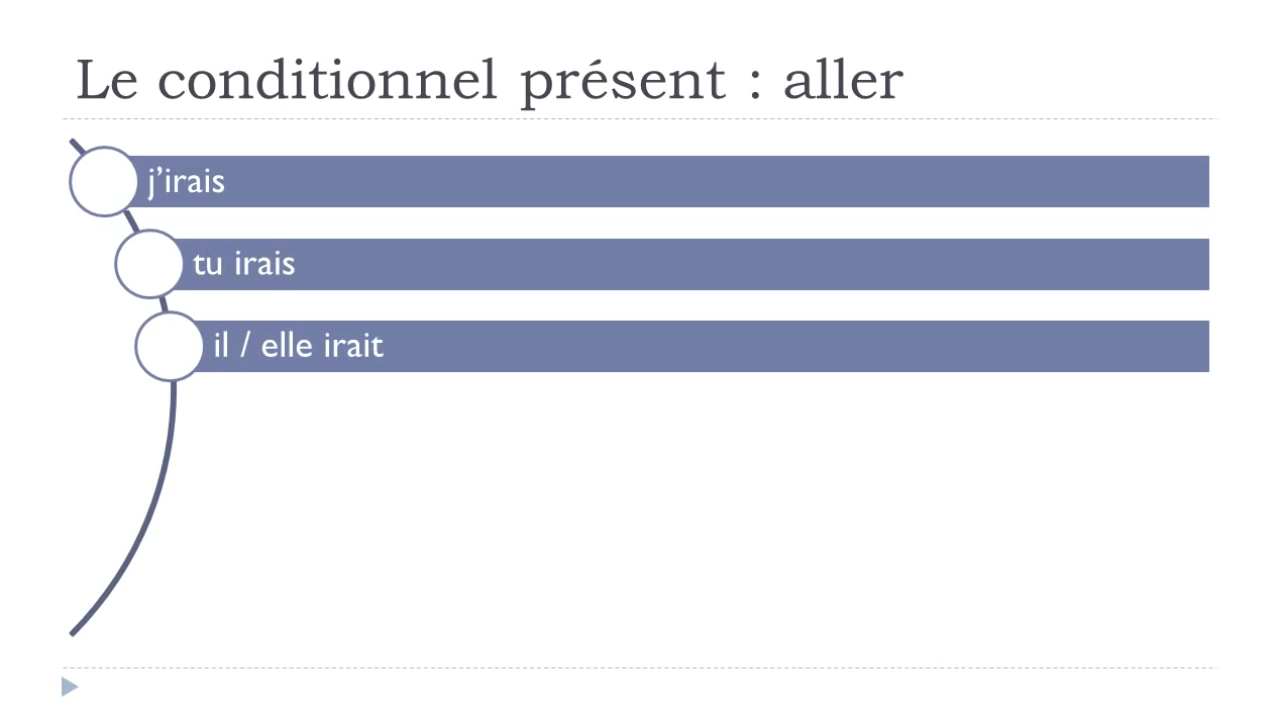 Le conditionnel présent : aller
j’irais
tu irais
il / elle irait